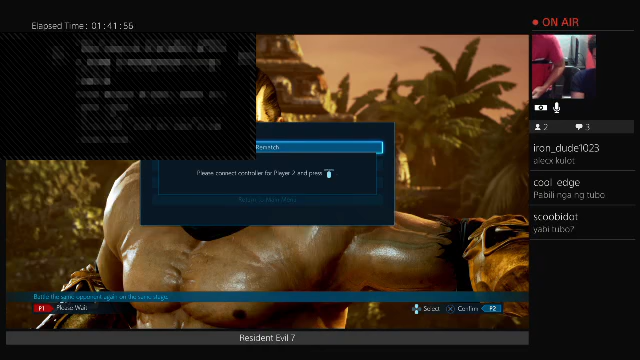 Elapsed Time : 01:41:56
ON AIR
2
3
iron_dude1023
alecx kulot
cool_edge
Pabili nga ng tubo
scoobidat
yabi tubo?
Rematch
Please connect controller for Player 2 and press
Return to Main Menu
Battle the same opponent again on the same stage.
P1 Please Wait
Select Confirm P2
Resident Evil 7